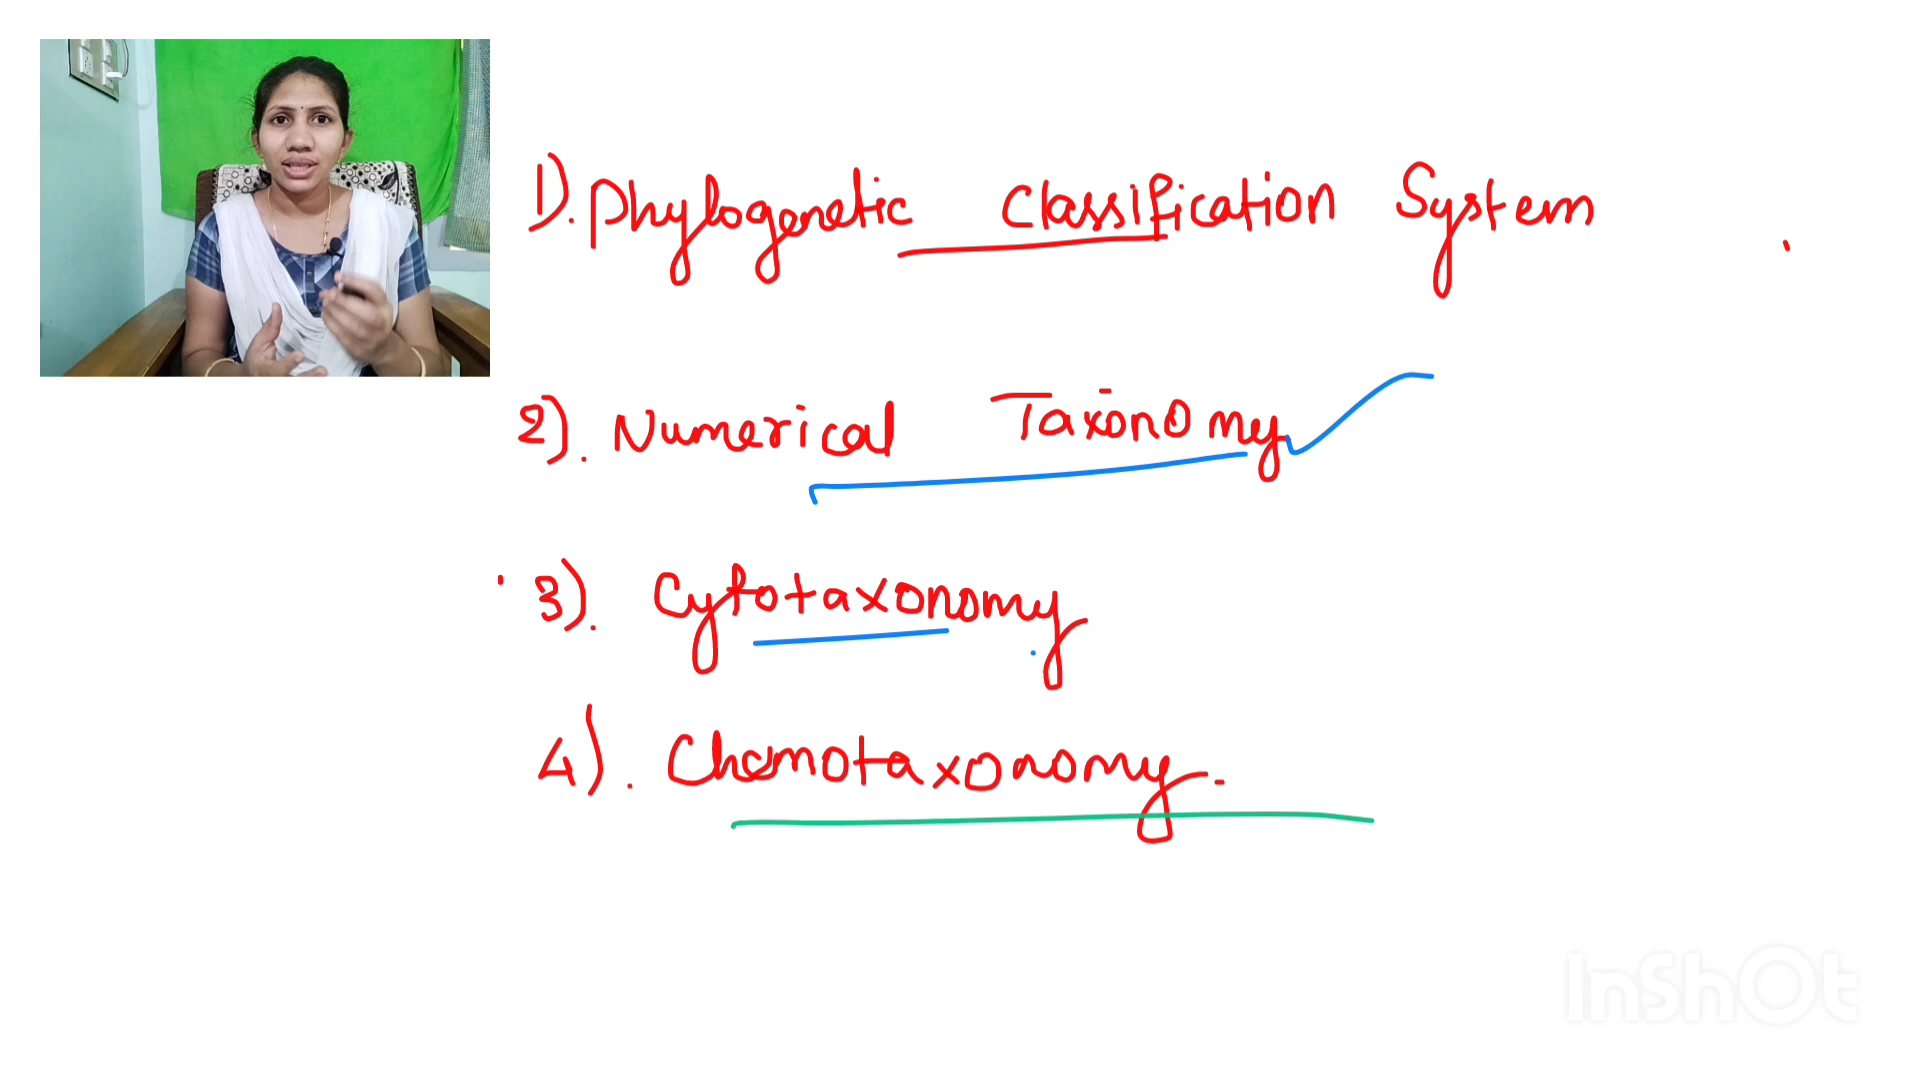 1). Phylogenetic Classification System
2). Numerical Taxonomy
3). Cytotaxonomy
4). Chemotaxonomy.
InShOt